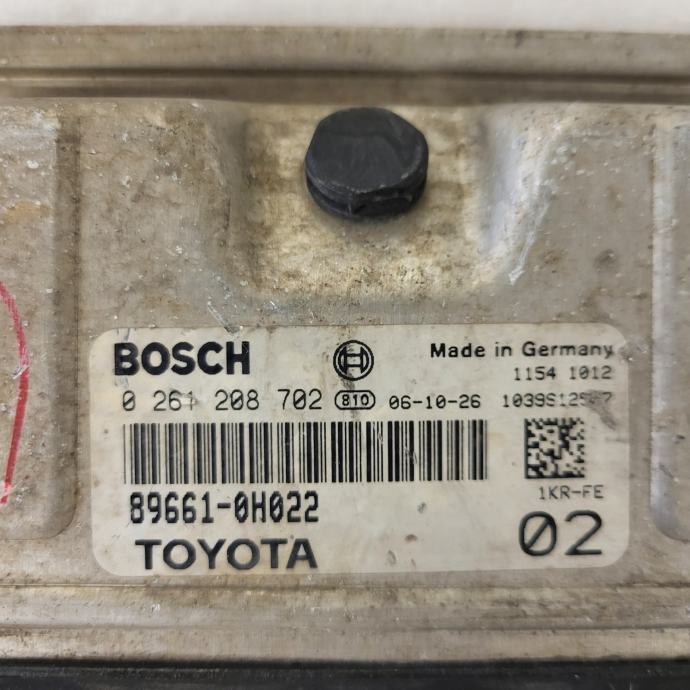 BOSCH Made in Germany
1154 1012
0 261 208 702 810 06-10-26
89661-0H022
1KR-FE
TOYOTA 02